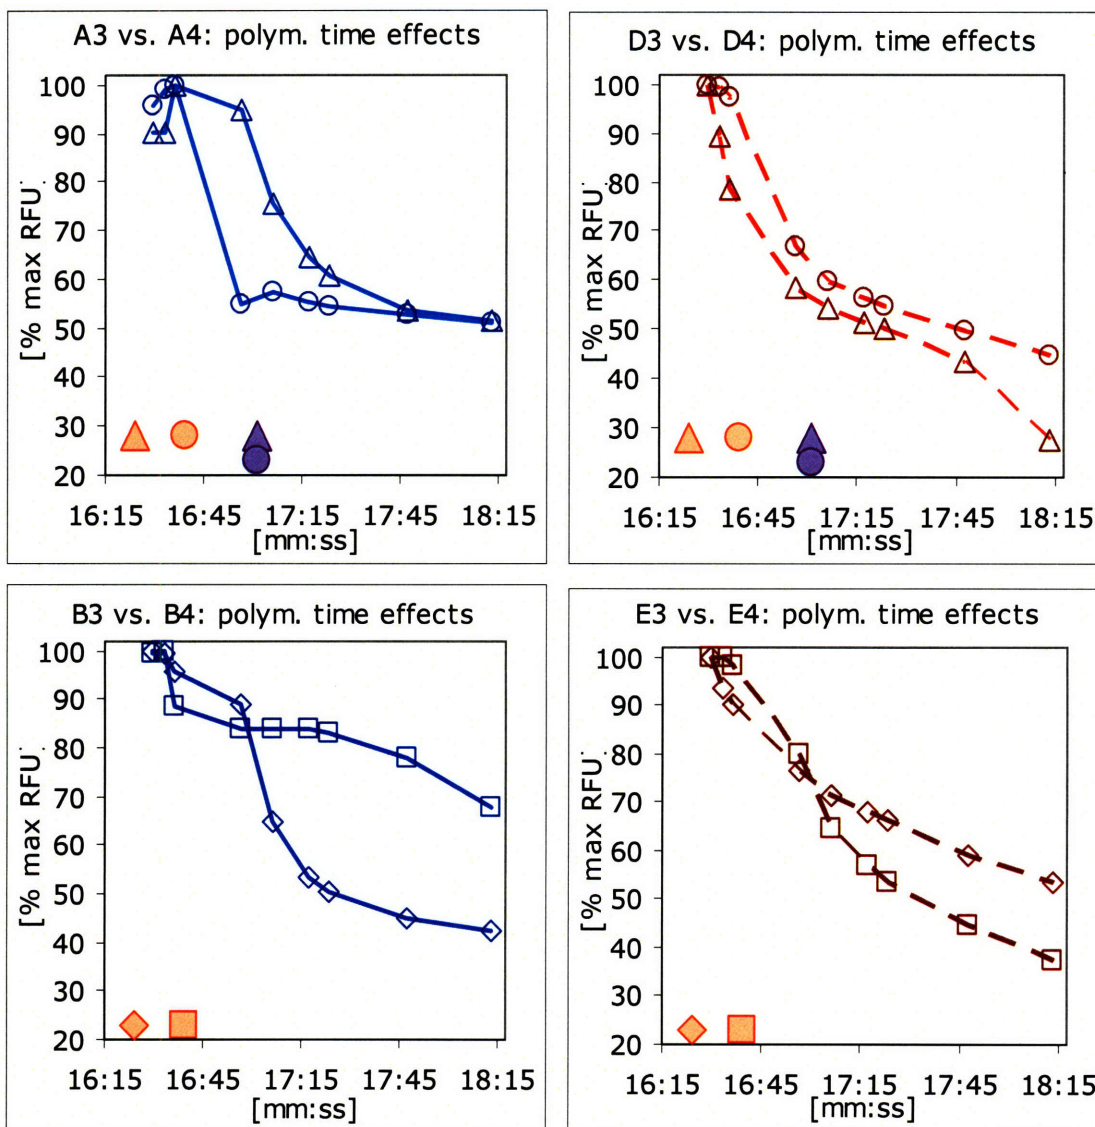 A3 vs. A4: polym. time effects
[% max RFU.
100
90
80
70
60
50
40
30
20
16:15 16:45 17:15 17:45 18:15
[mm:ss]
D3 vs. D4: polym. time effects
[% max RFU.
100
90
80
70
60
50
40
30
20
16:15 16:45 17:15 17:45 18:15
[mm:ss]
B3 vs. B4: polym. time effects
[% max RFU.
100
90
80
70
60
50
40
30
20
16:15 16:45 17:15 17:45 18:15
[mm:ss]
E3 vs. E4: polym. time effects
[% max RFU.
100
90
80
70
60
50
40
30
20
16:15 16:45 17:15 17:45 18:15
[mm:ss]